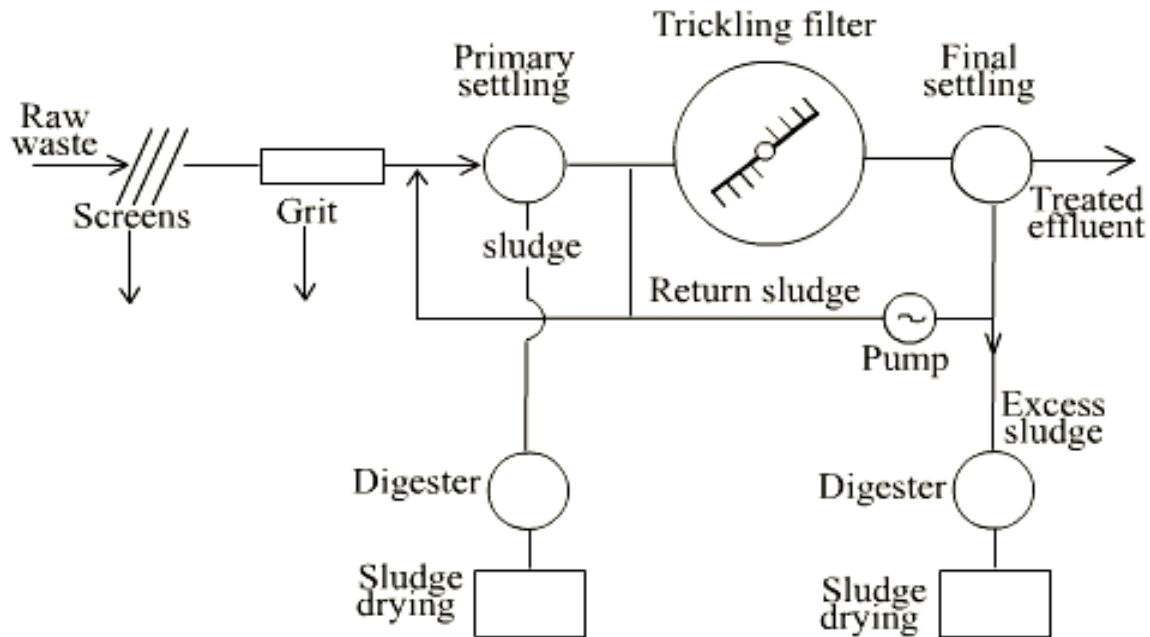 Trickling filter
Primary
settling
Final
settling
Raw
waste
Screens
Grit
sludge
Treated
effluent
Return sludge
Pump
Excess
sludge
Digester
Digester
Sludge
drying
Sludge
drying